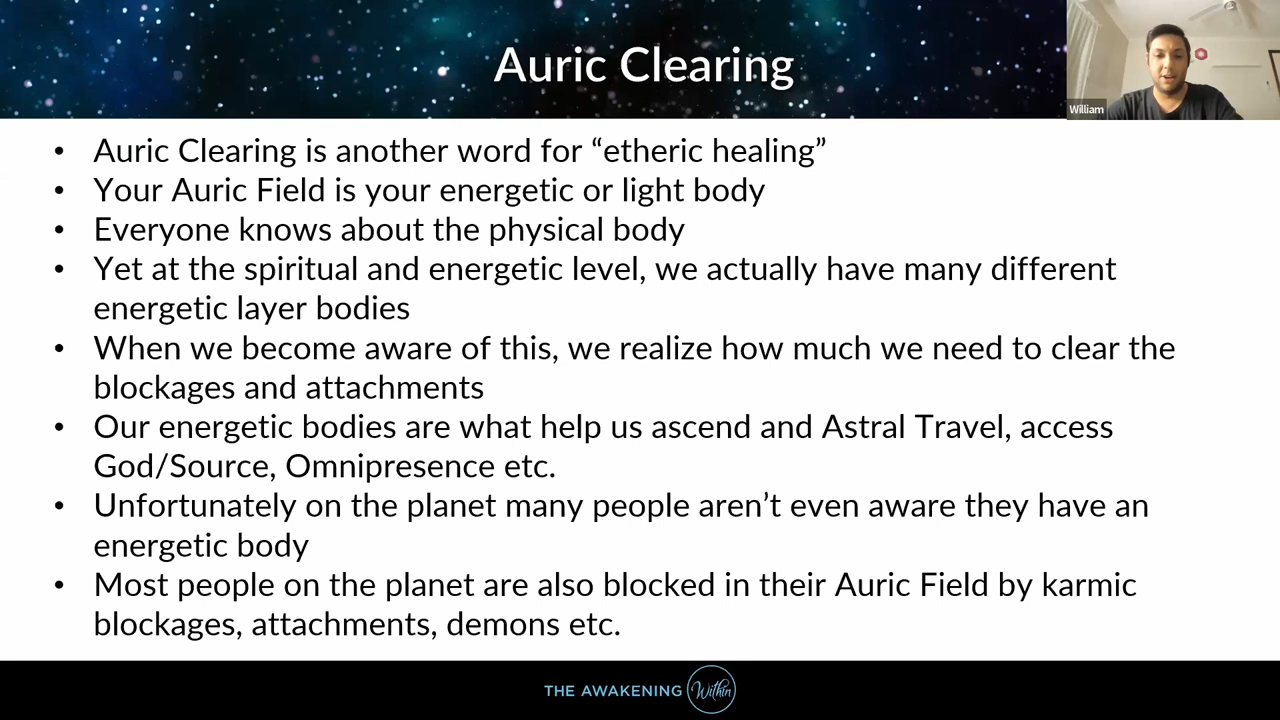 Auric Clearing
William
• Auric Clearing is another word for “etheric healing”
• Your Auric Field is your energetic or light body
• Everyone knows about the physical body
• Yet at the spiritual and energetic level, we actually have many different
energetic layer bodies
• When we become aware of this, we realize how much we need to clear the
blockages and attachments
• Our energetic bodies are what help us ascend and Astral Travel, access
God/Source, Omnipresence etc.
• Unfortunately on the planet many people aren’t even aware they have an
energetic body
• Most people on the planet are also blocked in their Auric Field by karmic
blockages, attachments, demons etc.
THE AWAKENING Within